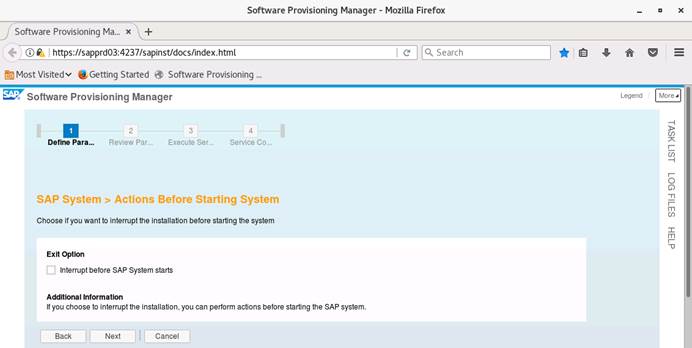 Software Provisioning Manager - Mozilla Firefox
Software Provisioning Ma...
https://sapprd03:4237/sapinst/docs/index.html
Search
Most Visited
Getting Started
Software Provisioning ...
SAP
Software Provisioning Manager
Legend
More
1
2
3
4
Define Para...
Review Par...
Execute Ser...
Service Co...
TASK LIST
LOG FILES
HELP
SAP System > Actions Before Starting System
Choose if you want to interrupt the installation before starting the system
Exit Option
Interrupt before SAP System starts
Additional Information
If you choose to interrupt the installation, you can perform actions before starting the SAP system.
Back
Next
Cancel